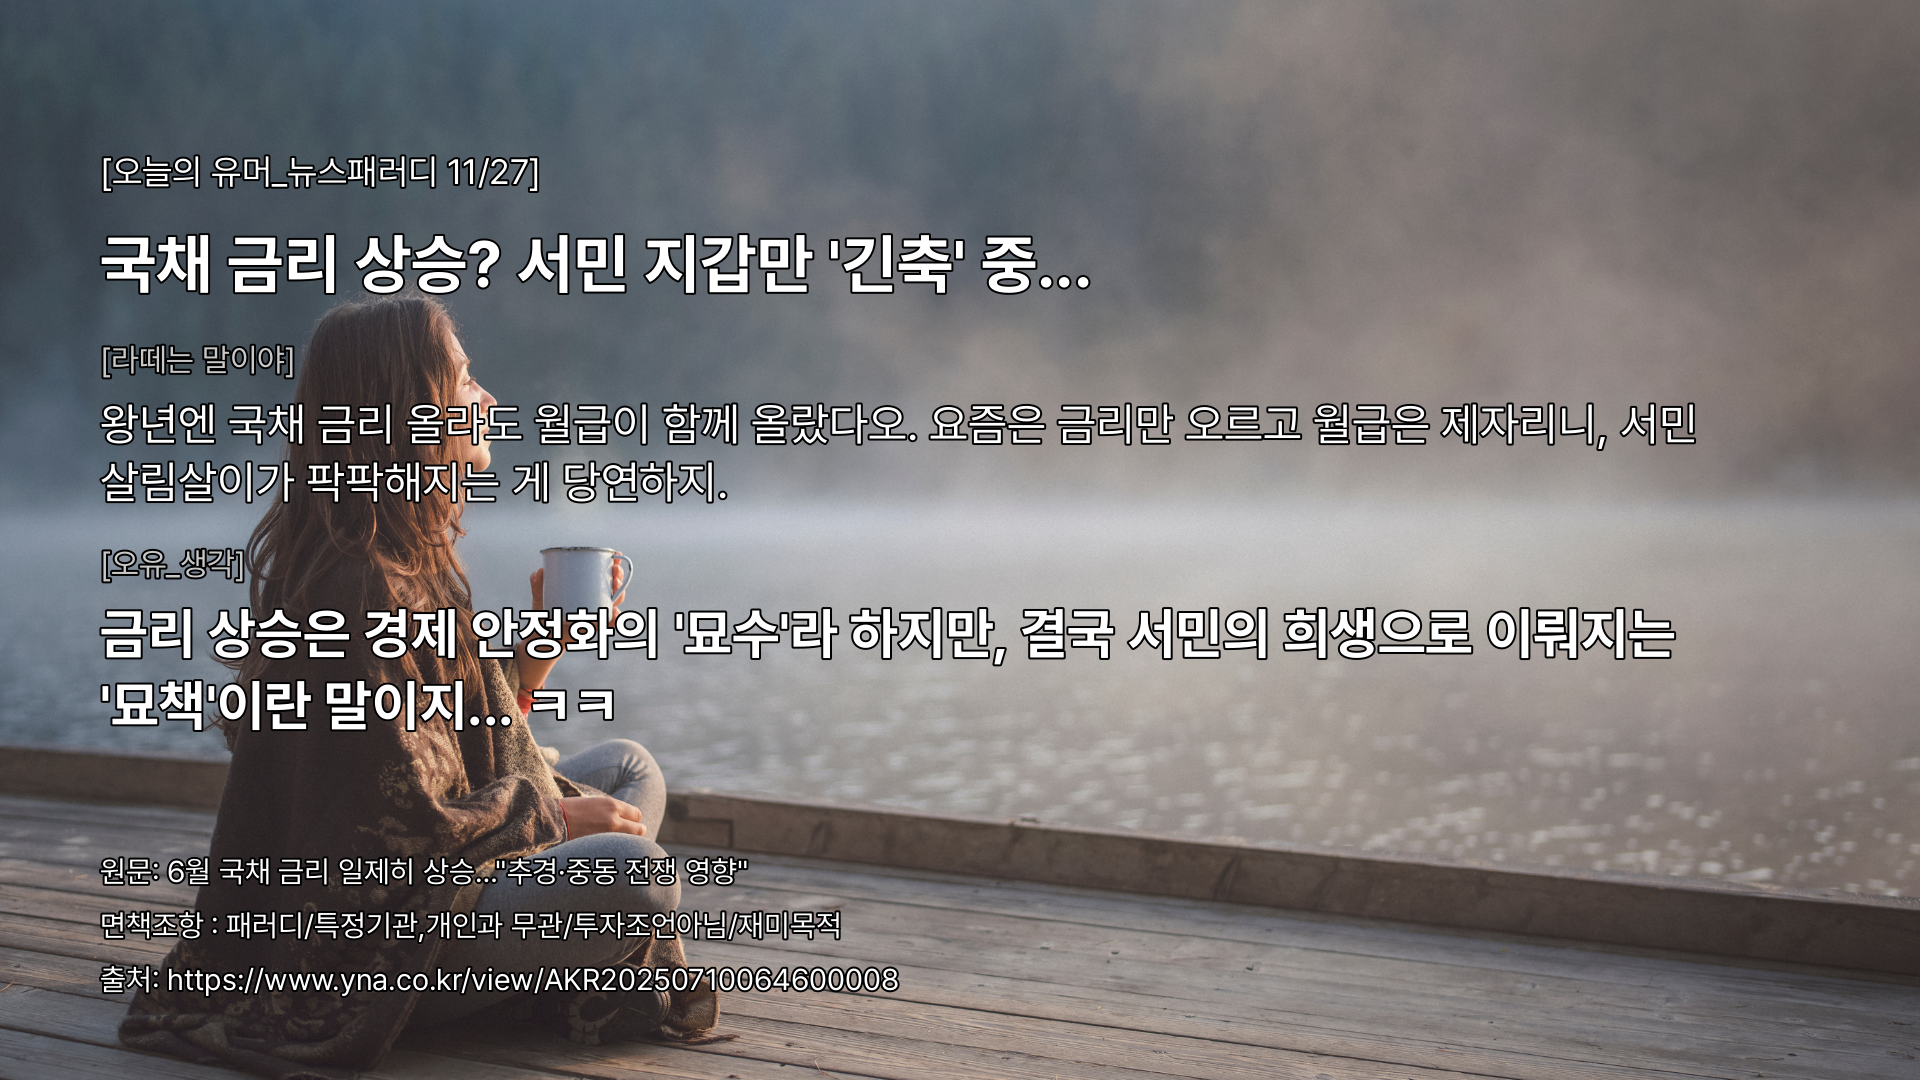 [오늘의 유머_뉴스패러디 11/27]
국채 금리 상승? 서민 지갑만 '긴축' 중...
[라떼는 말이야]
왕년엔 국채 금리 올라도 월급이 함께 올랐다오. 요즘은 금리만 오르고 월급은 제자리니, 서민
살림살이가 팍팍해지는 게 당연하지.
[오유_생각]
금리 상승은 경제 안정화의 '묘수'라 하지만, 결국 서민의 희생으로 이뤄지는
'묘책'이란 말이지... ㅋㅋ
원문: 6월 국채 금리 일제히 상승..."추경·중동 전쟁 영향"
면책조항 : 패러디/특정기관,개인과 무관/투자조언아님/재미목적
출처: https://www.yna.co.kr/view/AKR20250710064600008